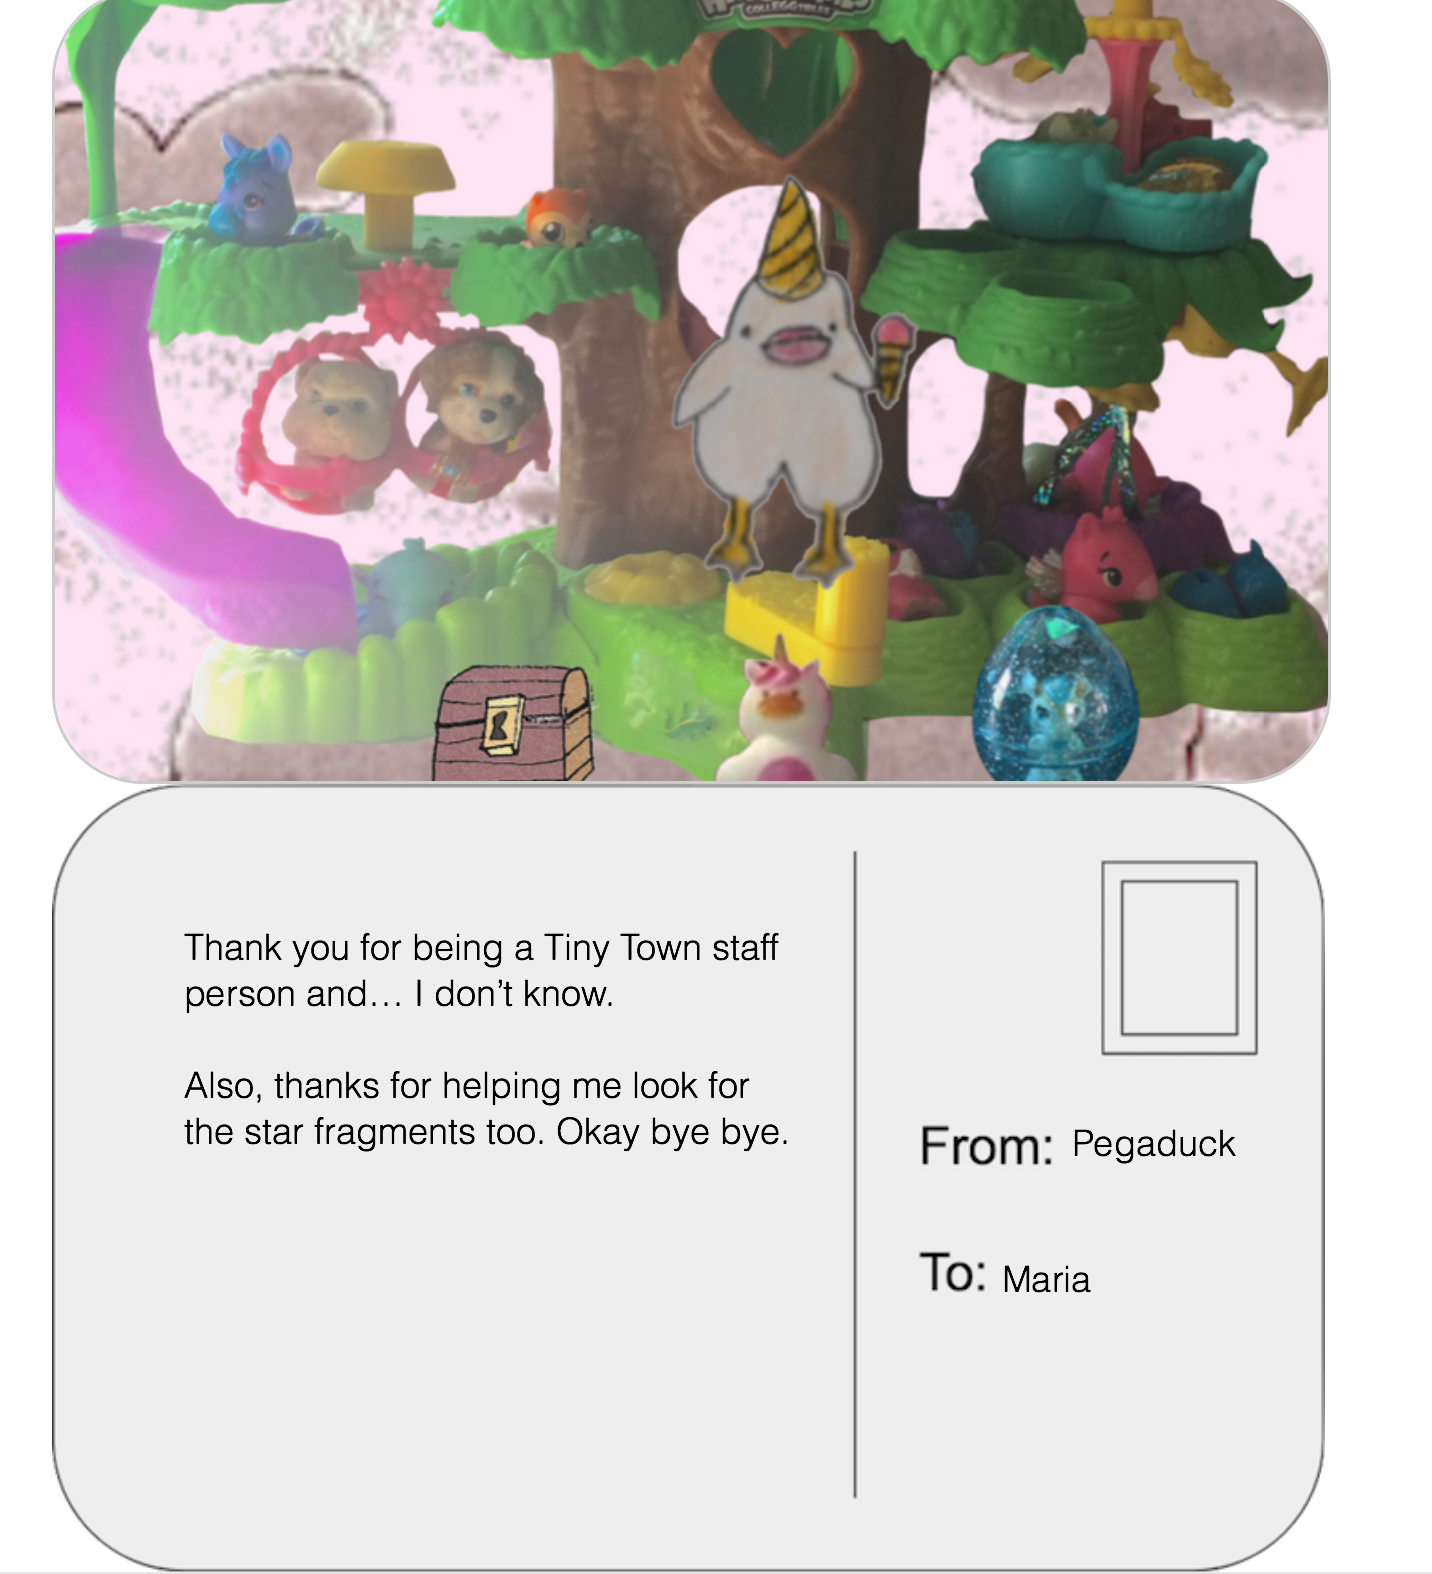 COLLEGGTIBLES
Thank you for being a Tiny Town staff
person and… I don’t know.
Also, thanks for helping me look for
the star fragments too. Okay bye bye.
From: Pegaduck
To: Maria